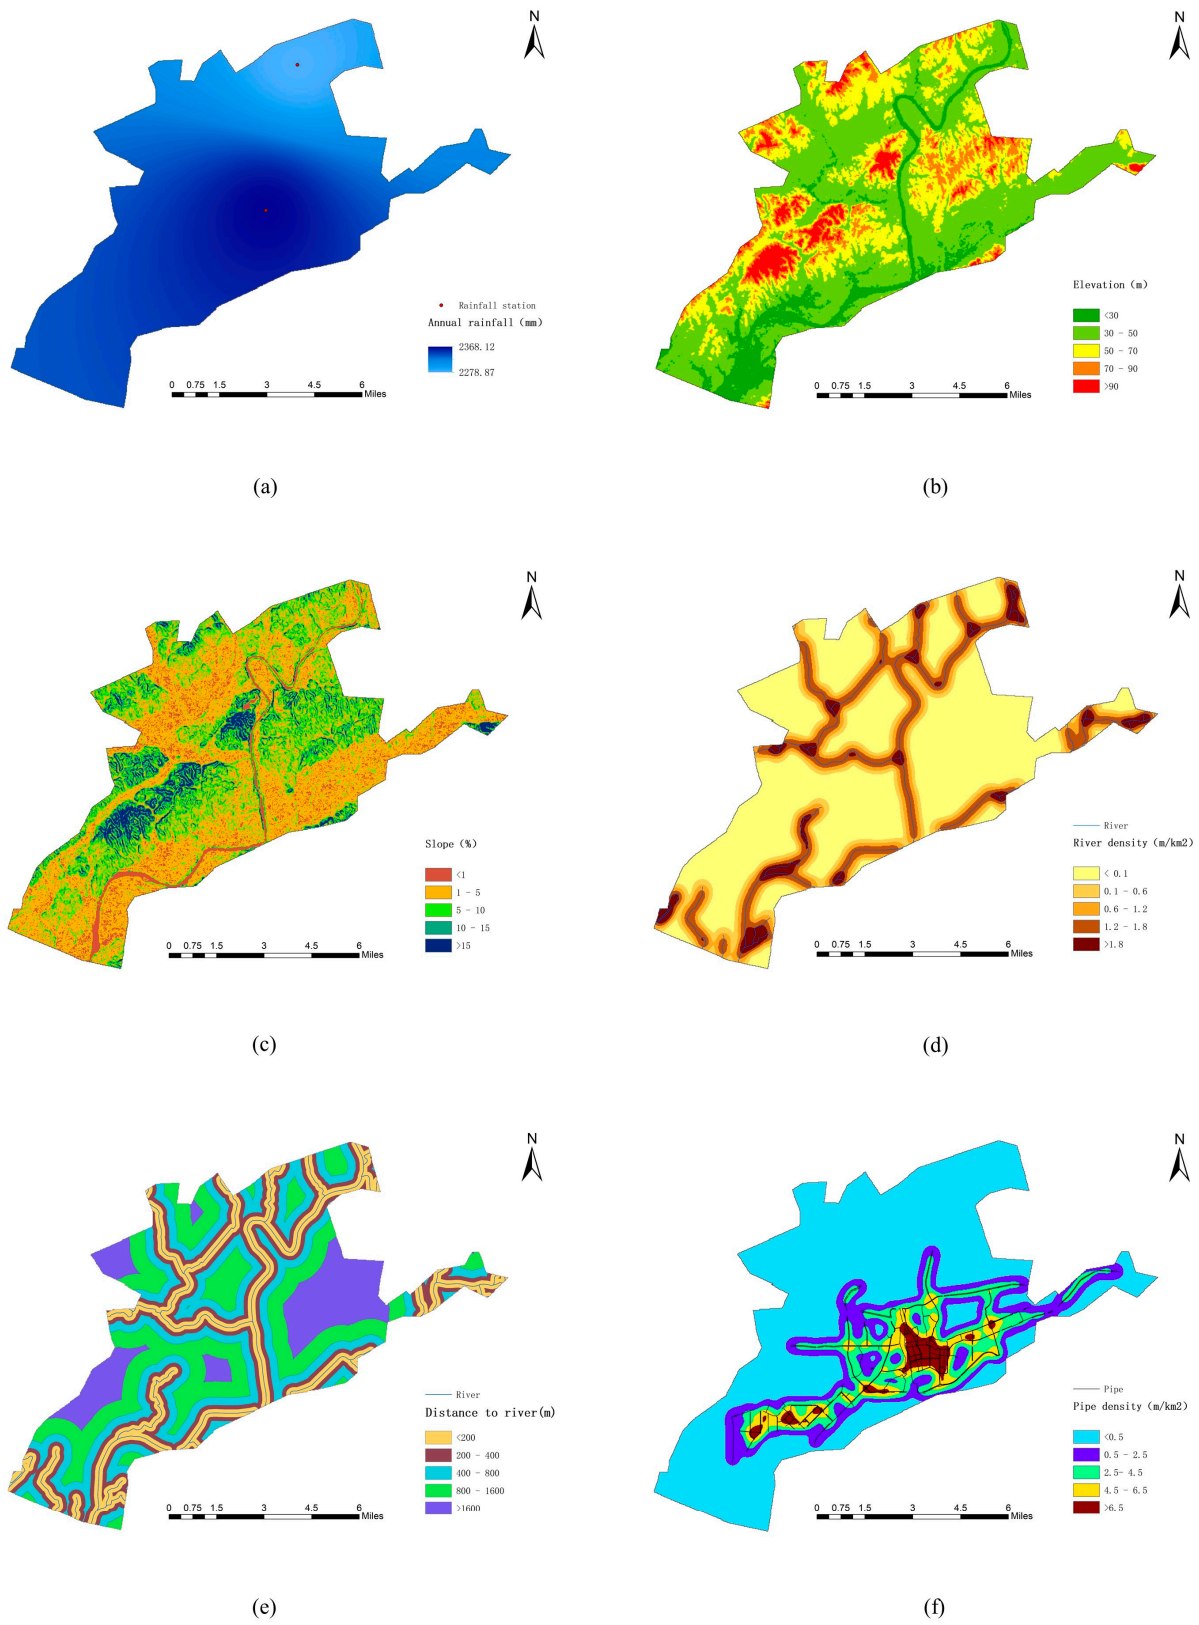 N
Rainfall station
Annual rainfall (mm)
2368.12
2278.87
0 0.75 1.5 3 4.5 6
Miles
(a)
N
Elevation (m)
<30
30 - 50
50 - 70
70 - 90
>90
0 0.75 1.5 3 4.5 6
Miles
(b)
N
Slope (%)
<1
1 - 5
5 - 10
10 - 15
>15
0 0.75 1.5 3 4.5 6
Miles
(c)
N
River
River density (m/km2)
< 0.1
0.1 - 0.6
0.6 - 1.2
1.2 - 1.8
>1.8
0 0.75 1.5 3 4.5 6
Miles
(d)
N
River
Distance to river(m)
<200
200 - 400
400 - 800
800 - 1600
>1600
0 0.75 1.5 3 4.5 6
Miles
(e)
N
Pipe
Pipe density (m/km2)
<0.5
0.5 - 2.5
2.5- 4.5
4.5 - 6.5
>6.5
0 0.75 1.5 3 4.5 6
Miles
(f)